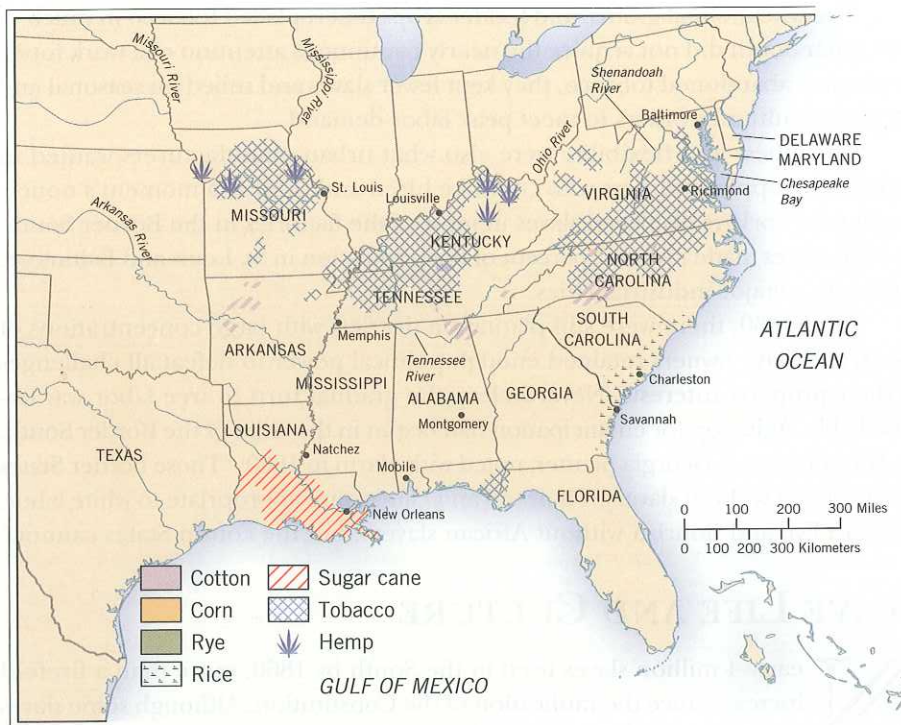 Missouri River
Mississippi River
Shenandoah
River
Baltimore
Ohio River
DELAWARE
MARYLAND
Chesapeake
Bay
St. Louis
Louisville
VIRGINIA
Richmond
MISSOURI
KENTUCKY
Arkansas River
NORTH
CAROLINA
TENNESSEE
SOUTH
CAROLINA
Memphis
ARKANSAS
Tennessee
River
ATLANTIC
OCEAN
MISSISSIPPI
ALABAMA
GEORGIA
Charleston
Montgomery
Savannah
LOUISIANA
TEXAS
Natchez
Mobile
FLORIDA
New Orleans
0 100 200 300 Miles
0 100 200 300 Kilometers
Cotton
Sugar cane
Corn
Tobacco
Rye
Hemp
Rice
GULF OF MEXICO